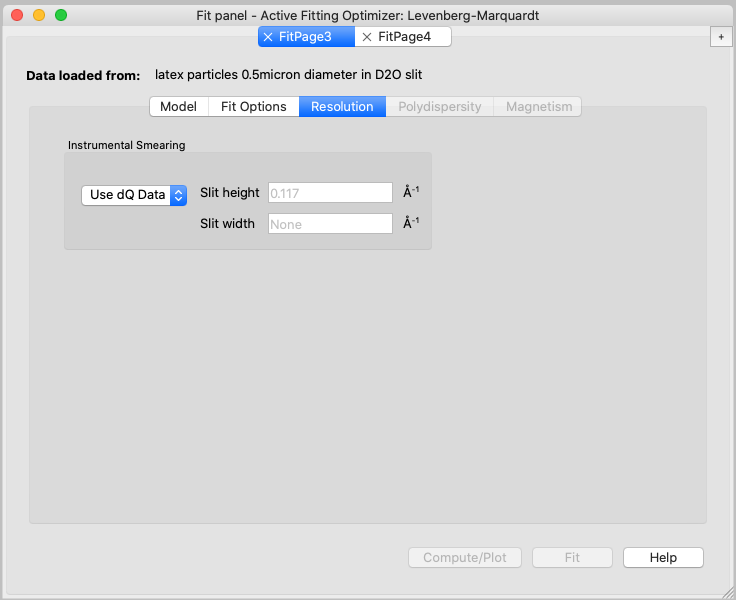 Fit panel - Active Fitting Optimizer: Levenberg-Marquardt
FitPage3 FitPage4 +
Data loaded from: latex particles 0.5micron diameter in D2O slit
Model Fit Options Resolution Polydispersity Magnetism
Instrumental Smearing
Use dQ Data Slit height 0.117 Å⁻¹
Slit width None Å⁻¹
Compute/Plot Fit Help